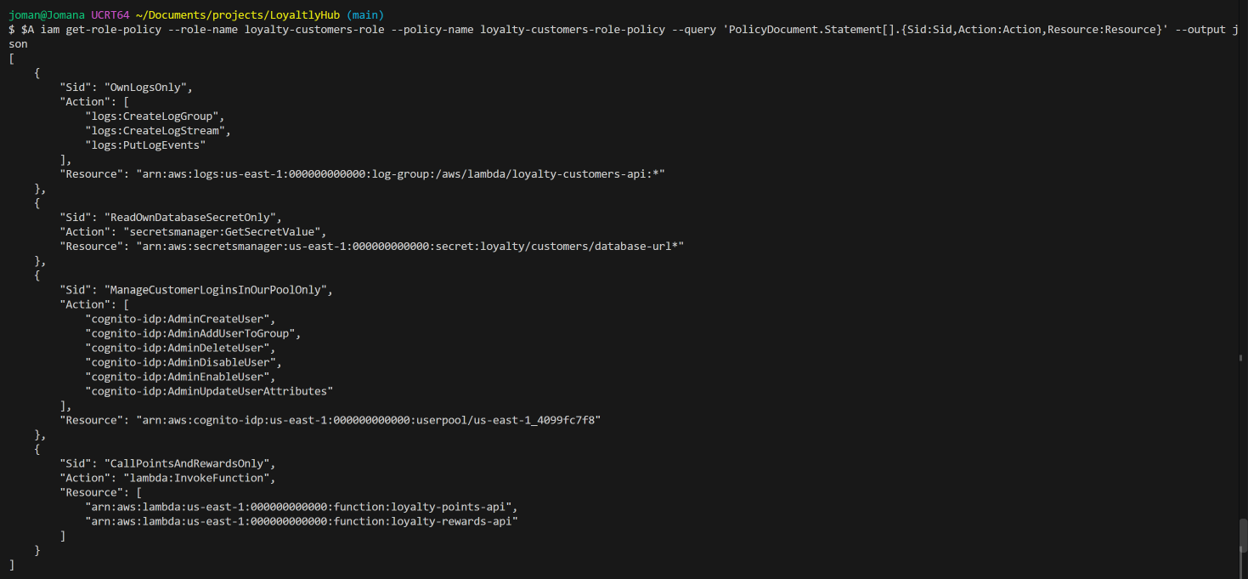 joman@Jomana UCRT64 ~/Documents/projects/LoyaltlyHub (main)
$ $A iam get-role-policy --role-name loyalty-customers-role --policy-name loyalty-customers-role-policy --query 'PolicyDocument.Statement[].{Sid:Sid,Action:Action,Resource:Resource}' --output j
son
[
    {
        "Sid": "OwnLogsOnly",
        "Action": [
            "logs:CreateLogGroup",
            "logs:CreateLogStream",
            "logs:PutLogEvents"
        ],
        "Resource": "arn:aws:logs:us-east-1:000000000000:log-group:/aws/lambda/loyalty-customers-api:*"
    },
    {
        "Sid": "ReadOwnDatabaseSecretOnly",
        "Action": "secretsmanager:GetSecretValue",
        "Resource": "arn:aws:secretsmanager:us-east-1:000000000000:secret:loyalty/customers/database-url*"
    },
    {
        "Sid": "ManageCustomerLoginsInOurPoolOnly",
        "Action": [
            "cognito-idp:AdminCreateUser",
            "cognito-idp:AdminAddUserToGroup",
            "cognito-idp:AdminDeleteUser",
            "cognito-idp:AdminDisableUser",
            "cognito-idp:AdminEnableUser",
            "cognito-idp:AdminUpdateUserAttributes"
        ],
        "Resource": "arn:aws:cognito-idp:us-east-1:000000000000:userpool/us-east-1_4099fc7f8"
    },
    {
        "Sid": "CallPointsAndRewardsOnly",
        "Action": "lambda:InvokeFunction",
        "Resource": [
            "arn:aws:lambda:us-east-1:000000000000:function:loyalty-points-api",
            "arn:aws:lambda:us-east-1:000000000000:function:loyalty-rewards-api"
        ]
    }
]